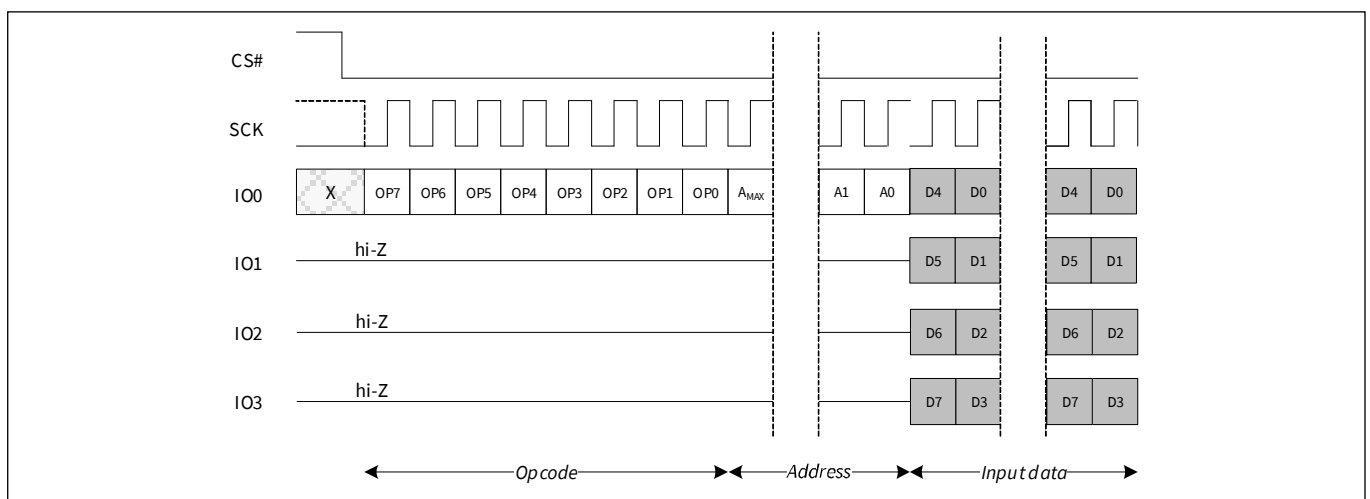 CS#
SCK
IO0 X OP7 OP6 OP5 OP4 OP3 OP2 OP1 OP0 AMAX A1 A0 D4 D0 D4 D0
hi-Z
IO1 D5 D1 D5 D1
hi-Z
IO2 D6 D2 D6 D2
hi-Z
IO3 D7 D3 D7 D3
Opcode Address Input data